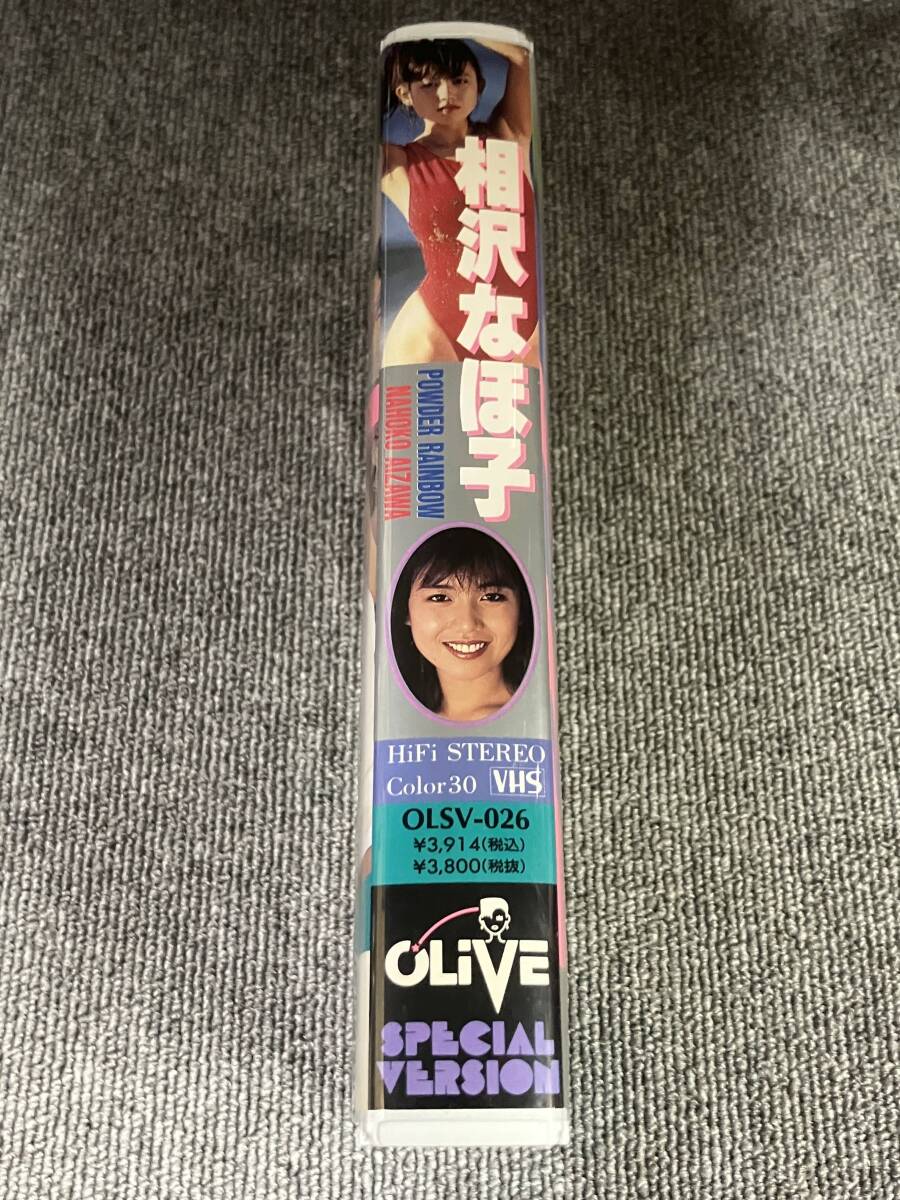 相沢なほ子
POWDER RAINBOW
NAHOKO AIZAWA
HiFi STEREO
Color30 VHS
OLSV-026
¥3,914(税込)
¥3,800(税抜)
OLiVE
SPECIAL
VERSION